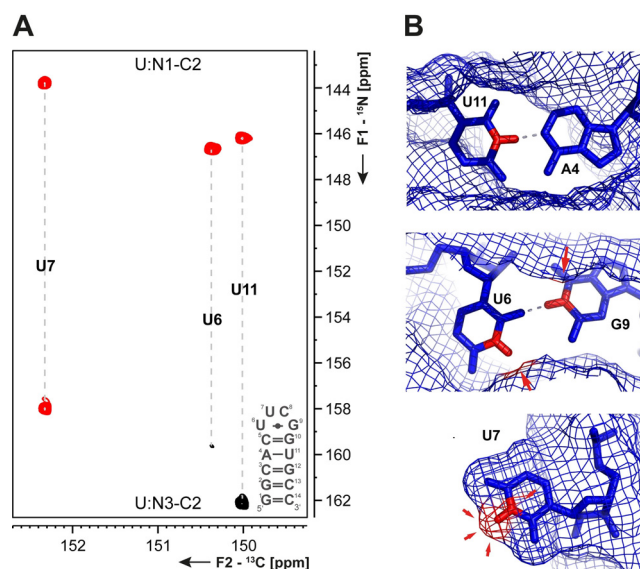 A
U:N1-C2
144
146
148
150
152
154
156
158
160
162
F1 - ¹⁵N [ppm]
U7
U6
U11
⁷U C⁸
⁶U G⁹
⁵C=G¹⁰
⁴A–U¹¹
³C=G¹²
²G=C¹³
¹G=C¹⁴
5' 3'
U:N3-C2
152 151 150
F2 - ¹³C [ppm]
B
U11
A4
U6
G9
U7